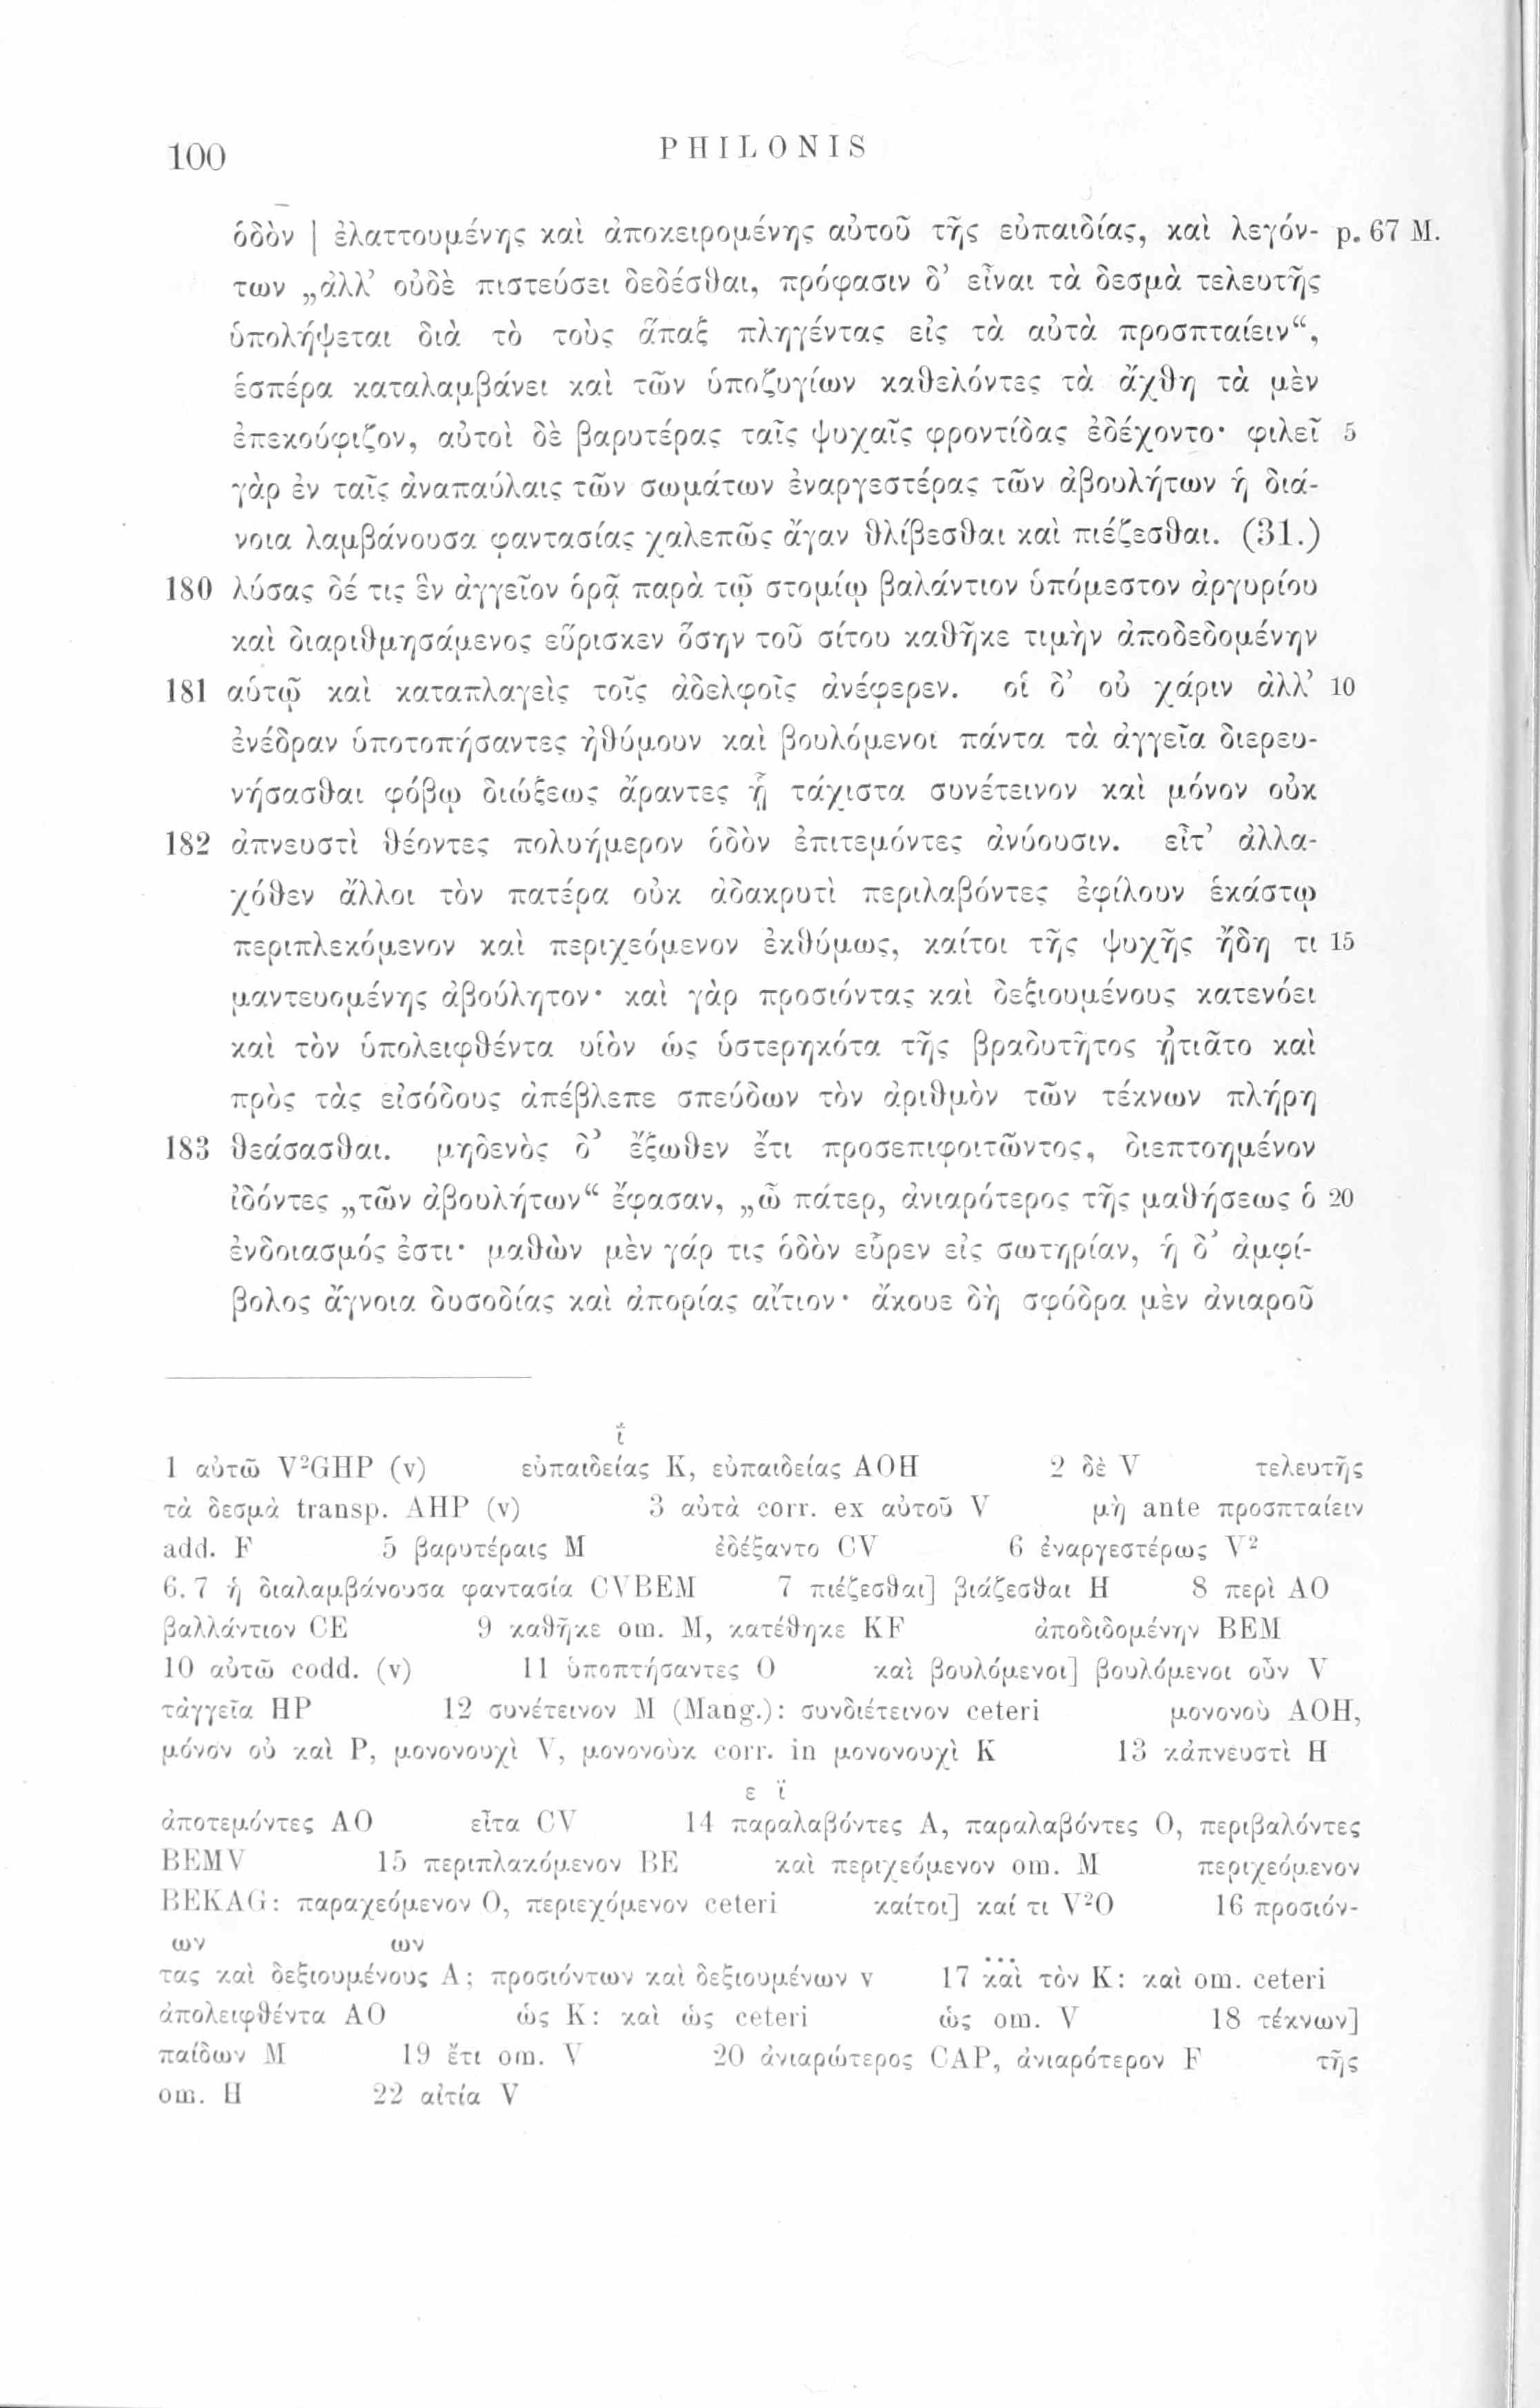 100 PHILONIS
ὁδὸν | ἐλαττουμένης καὶ ἀποκειρομένης αὐτοῦ τῆς εὐπαιδίας, καὶ λεγόν- p. 67 M.
των „ἀλλ’ οὐδὲ πιστεύσει δεδέσθαι, πρόφασιν δ’ εἶναι τὰ δεσμὰ τελευτῆς
ὑπολήψεται διὰ τὸ τοὺς ἅπαξ πληγέντας εἰς τὰ αὐτὰ προσπταίειν“,
ἑσπέρα καταλαμβάνει καὶ τῶν ὑποζυγίων καθελόντες τὰ ἄχθη τὰ μὲν
ἐπεκούφιζον, αὐτοὶ δὲ βαρυτέρας ταῖς ψυχαῖς φροντίδας ἐδέχοντο· φιλεῖ 5
γὰρ ἐν ταῖς ἀναπαύλαις τῶν σωμάτων ἐναργεστέρας τῶν ἀβουλήτων ἡ διά-
νοια λαμβάνουσα φαντασίας χαλεπῶς ἄγαν θλίβεσθαι καὶ πιέζεσθαι. (31.)
180 λύσας δέ τις ἓν ἀγγεῖον ὁρᾷ παρὰ τῷ στομίῳ βαλάντιον ὑπόμεστον ἀργυρίου
καὶ διαριθμησάμενος εὕρισκεν ὅσην τοῦ σίτου καθῆκε τιμὴν ἀποδεδομένην
181 αὑτῷ καὶ καταπλαγεὶς τοῖς ἀδελφοῖς ἀνέφερεν. οἱ δ’ οὐ χάριν ἀλλ’ 10
ἐνέδραν ὑποτοπήσαντες ἠθύμουν καὶ βουλόμενοι πάντα τὰ ἀγγεῖα διερευ-
νήσασθαι φόβῳ διώξεως ἄραντες ᾗ τάχιστα συνέτεινον καὶ μόνον οὐκ
182 ἀπνευστὶ θέοντες πολυήμερον ὁδὸν ἐπιτεμόντες ἀνύουσιν. εἶτ’ ἀλλα-
χόθεν ἄλλοι τὸν πατέρα οὐκ ἀδακρυτὶ περιλαβόντες ἐφίλουν ἑκάστῳ
περιπλεκόμενον καὶ περιχεόμενον ἐκθύμως, καίτοι τῆς ψυχῆς ἤδη τι 15
μαντευομένης ἀβούλητον· καὶ γὰρ προσιόντας καὶ δεξιουμένους κατενόει
καὶ τὸν ὑπολειφθέντα υἱὸν ὡς ὑστερηκότα τῆς βραδυτῆτος ᾐτιᾶτο καὶ
πρὸς τὰς εἰσόδους ἀπέβλεπε σπεύδων τὸν ἀριθμὸν τῶν τέκνων πλήρη
183 θεάσασθαι. μηδενὸς δ’ ἔξωθεν ἔτι προσεπιφοιτῶντος, διεπτοημένον
ἰδόντες „τῶν ἀβουλήτων“ ἔφασαν, „ὦ πάτερ, ἀνιαρότερος τῆς μαθήσεως ὁ 20
ἐνδοιασμός ἐστι· μαθὼν μὲν γάρ τις ὁδὸν εὗρεν εἰς σωτηρίαν, ἡ δ’ ἀμφί-
βολος ἄγνοια δυσοδίας καὶ ἀπορίας αἴτιον· ἄκουε δὴ σφόδρα μὲν ἀνιαροῦ
ί
1 αὐτῶ V²GHP (v) εὐπαιδείας K, εὐπαιδείας AOH 2 δὲ V τελευτῆς
τὰ δεσμὰ transp. AHP (v) 3 αὐτὰ corr. ex αὐτοῦ V μὴ ante προσπταίειν
add. F 5 βαρυτέραις M ἐδέξαντο CV 6 ἐναργεστέρως V²
6. 7 ἡ διαλαμβάνουσα φαντασία CVBEM 7 πιέζεσθαι] βιάζεσθαι H 8 περὶ AO
βαλλάντιον CE 9 καθῆκε om. M, κατέθηκε KF ἀποδιδομένην BEM
10 αὐτῶ codd. (v) 11 ὑποπτήσαντες O καὶ βουλόμενοι] βουλόμενοι οὖν V
τἀγγεῖα HP 12 συνέτεινον M (Mang.): συνδιέτεινον ceteri μονονοὺ AOH,
μόνον οὐ καὶ P, μονονουχὶ V, μονονοὺκ corr. in μονονουχὶ K 13 κἀπνευστὶ H
ε ϊ
ἀποτεμόντες AO εἶτα CV 14 παραλαβόντες A, παραλαβόντες O, περιβαλόντες
BEMV 15 περιπλακόμενον BE καὶ περιχεόμενον om. M περιχεόμενον
BEKAG: παραχεόμενον O, περιεχόμενον ceteri καίτοι] καί τι V²O 16 προσιόν-
ων ων
τας καὶ δεξιουμένους A; προσιόντων καὶ δεξιουμένων v 17 καὶ τὸν K: καὶ om. ceteri
ἀπολειφθέντα AO ὡς K: καὶ ὡς ceteri ὡς om. V 18 τέκνων]
παίδων M 19 ἔτι om. V 20 ἀνιαρώτερος CAP, ἀνιαρότερον F τῆς
om. H 22 αἰτία V